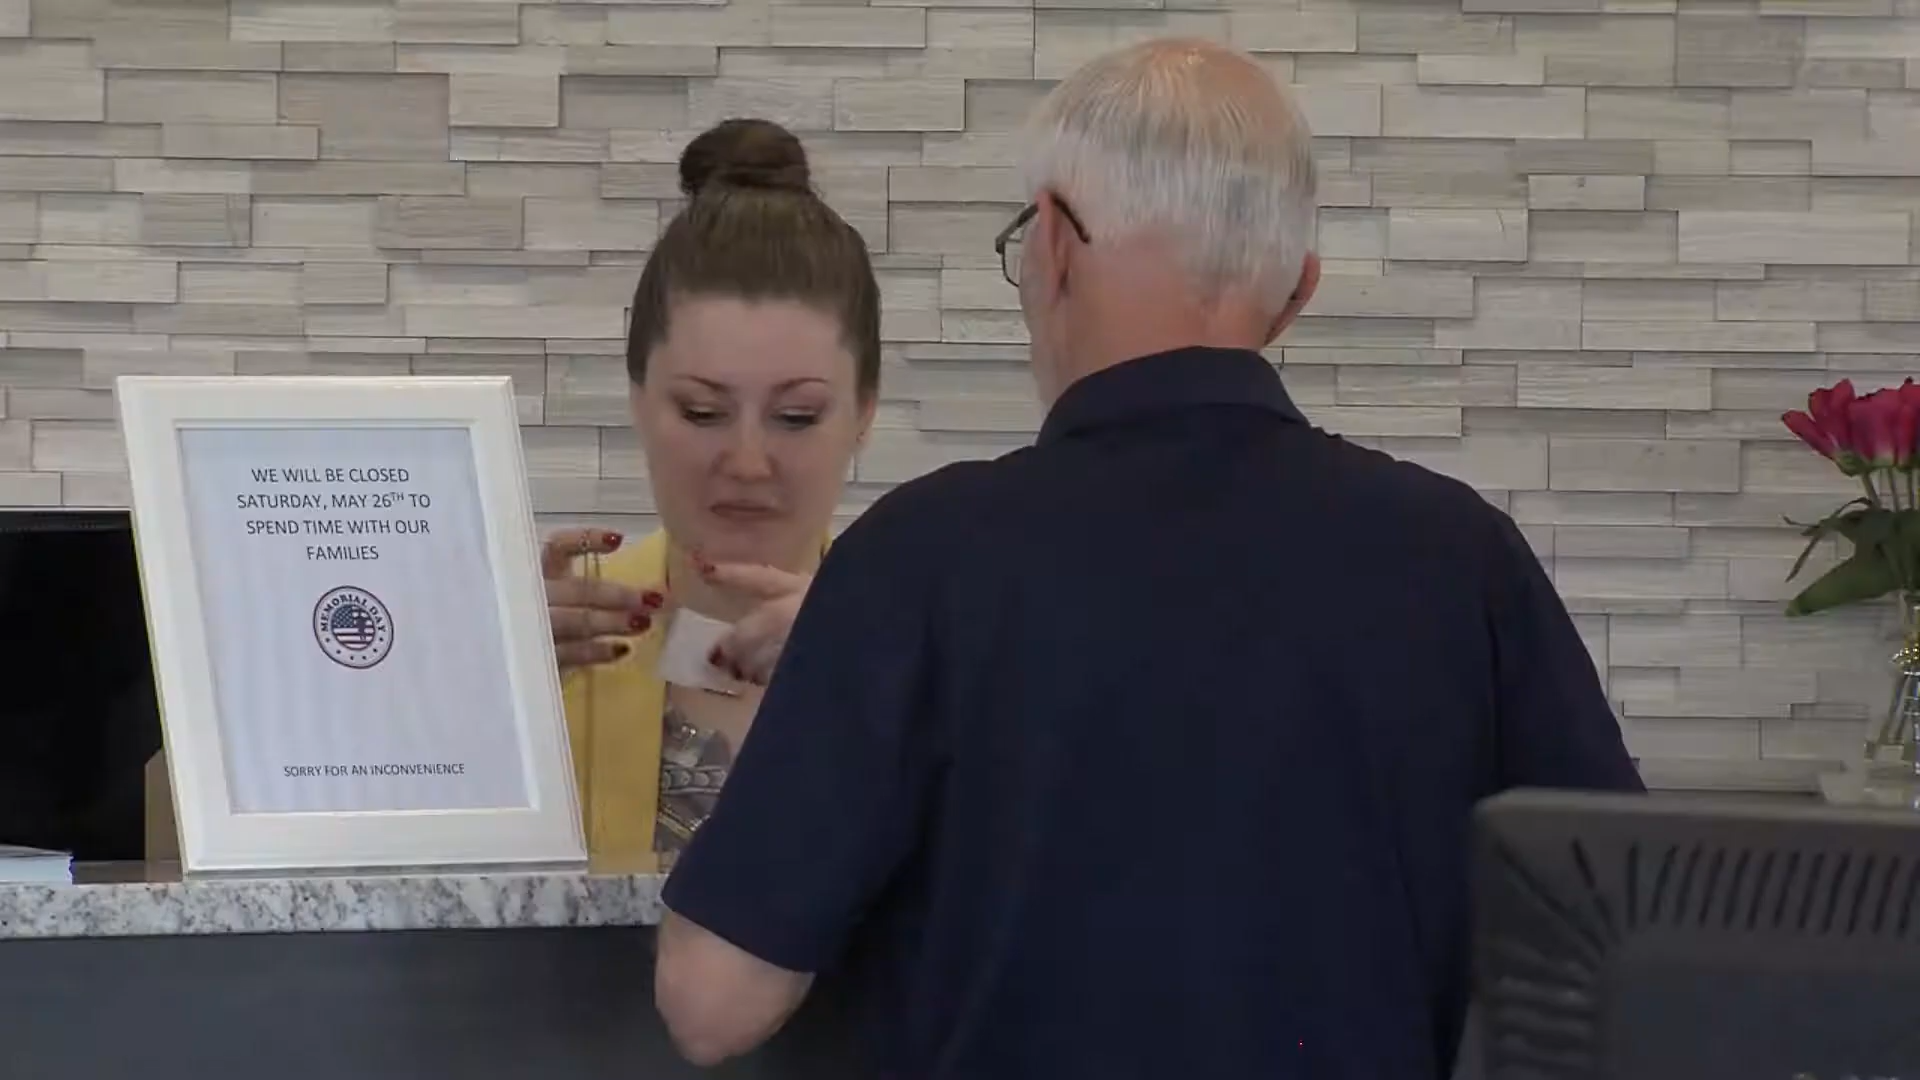 WE WILL BE CLOSED
SATURDAY, MAY 26TH TO
SPEND TIME WITH OUR
FAMILIES
MEMORIAL DAY
SORRY FOR AN INCONVENIENCE